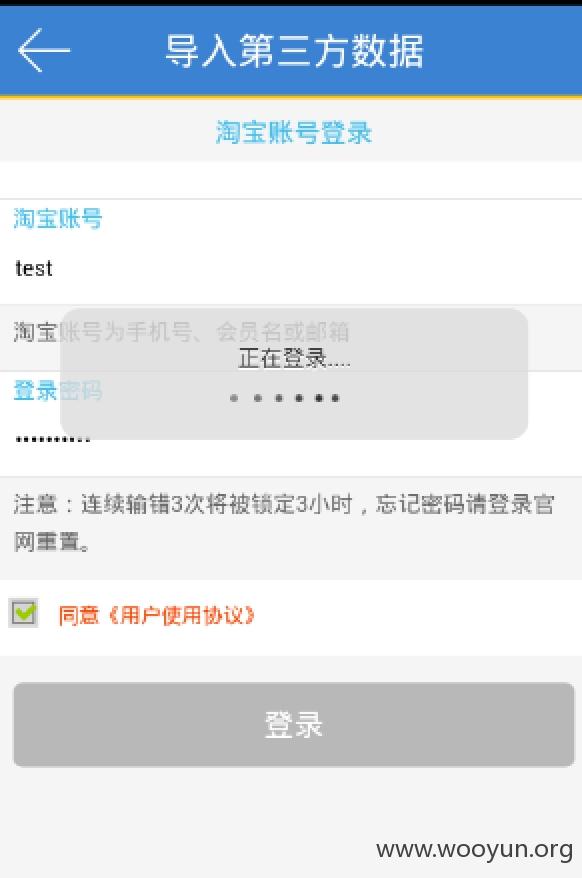 导入第三方数据
淘宝账号登录
淘宝账号
test
淘宝账号为手机号、会员名或邮箱
正在登录....
登录密码
注意：连续输错3次将被锁定3小时，忘记密码请登录官
网重置。
同意《用户使用协议》
登录
www.wooyun.org